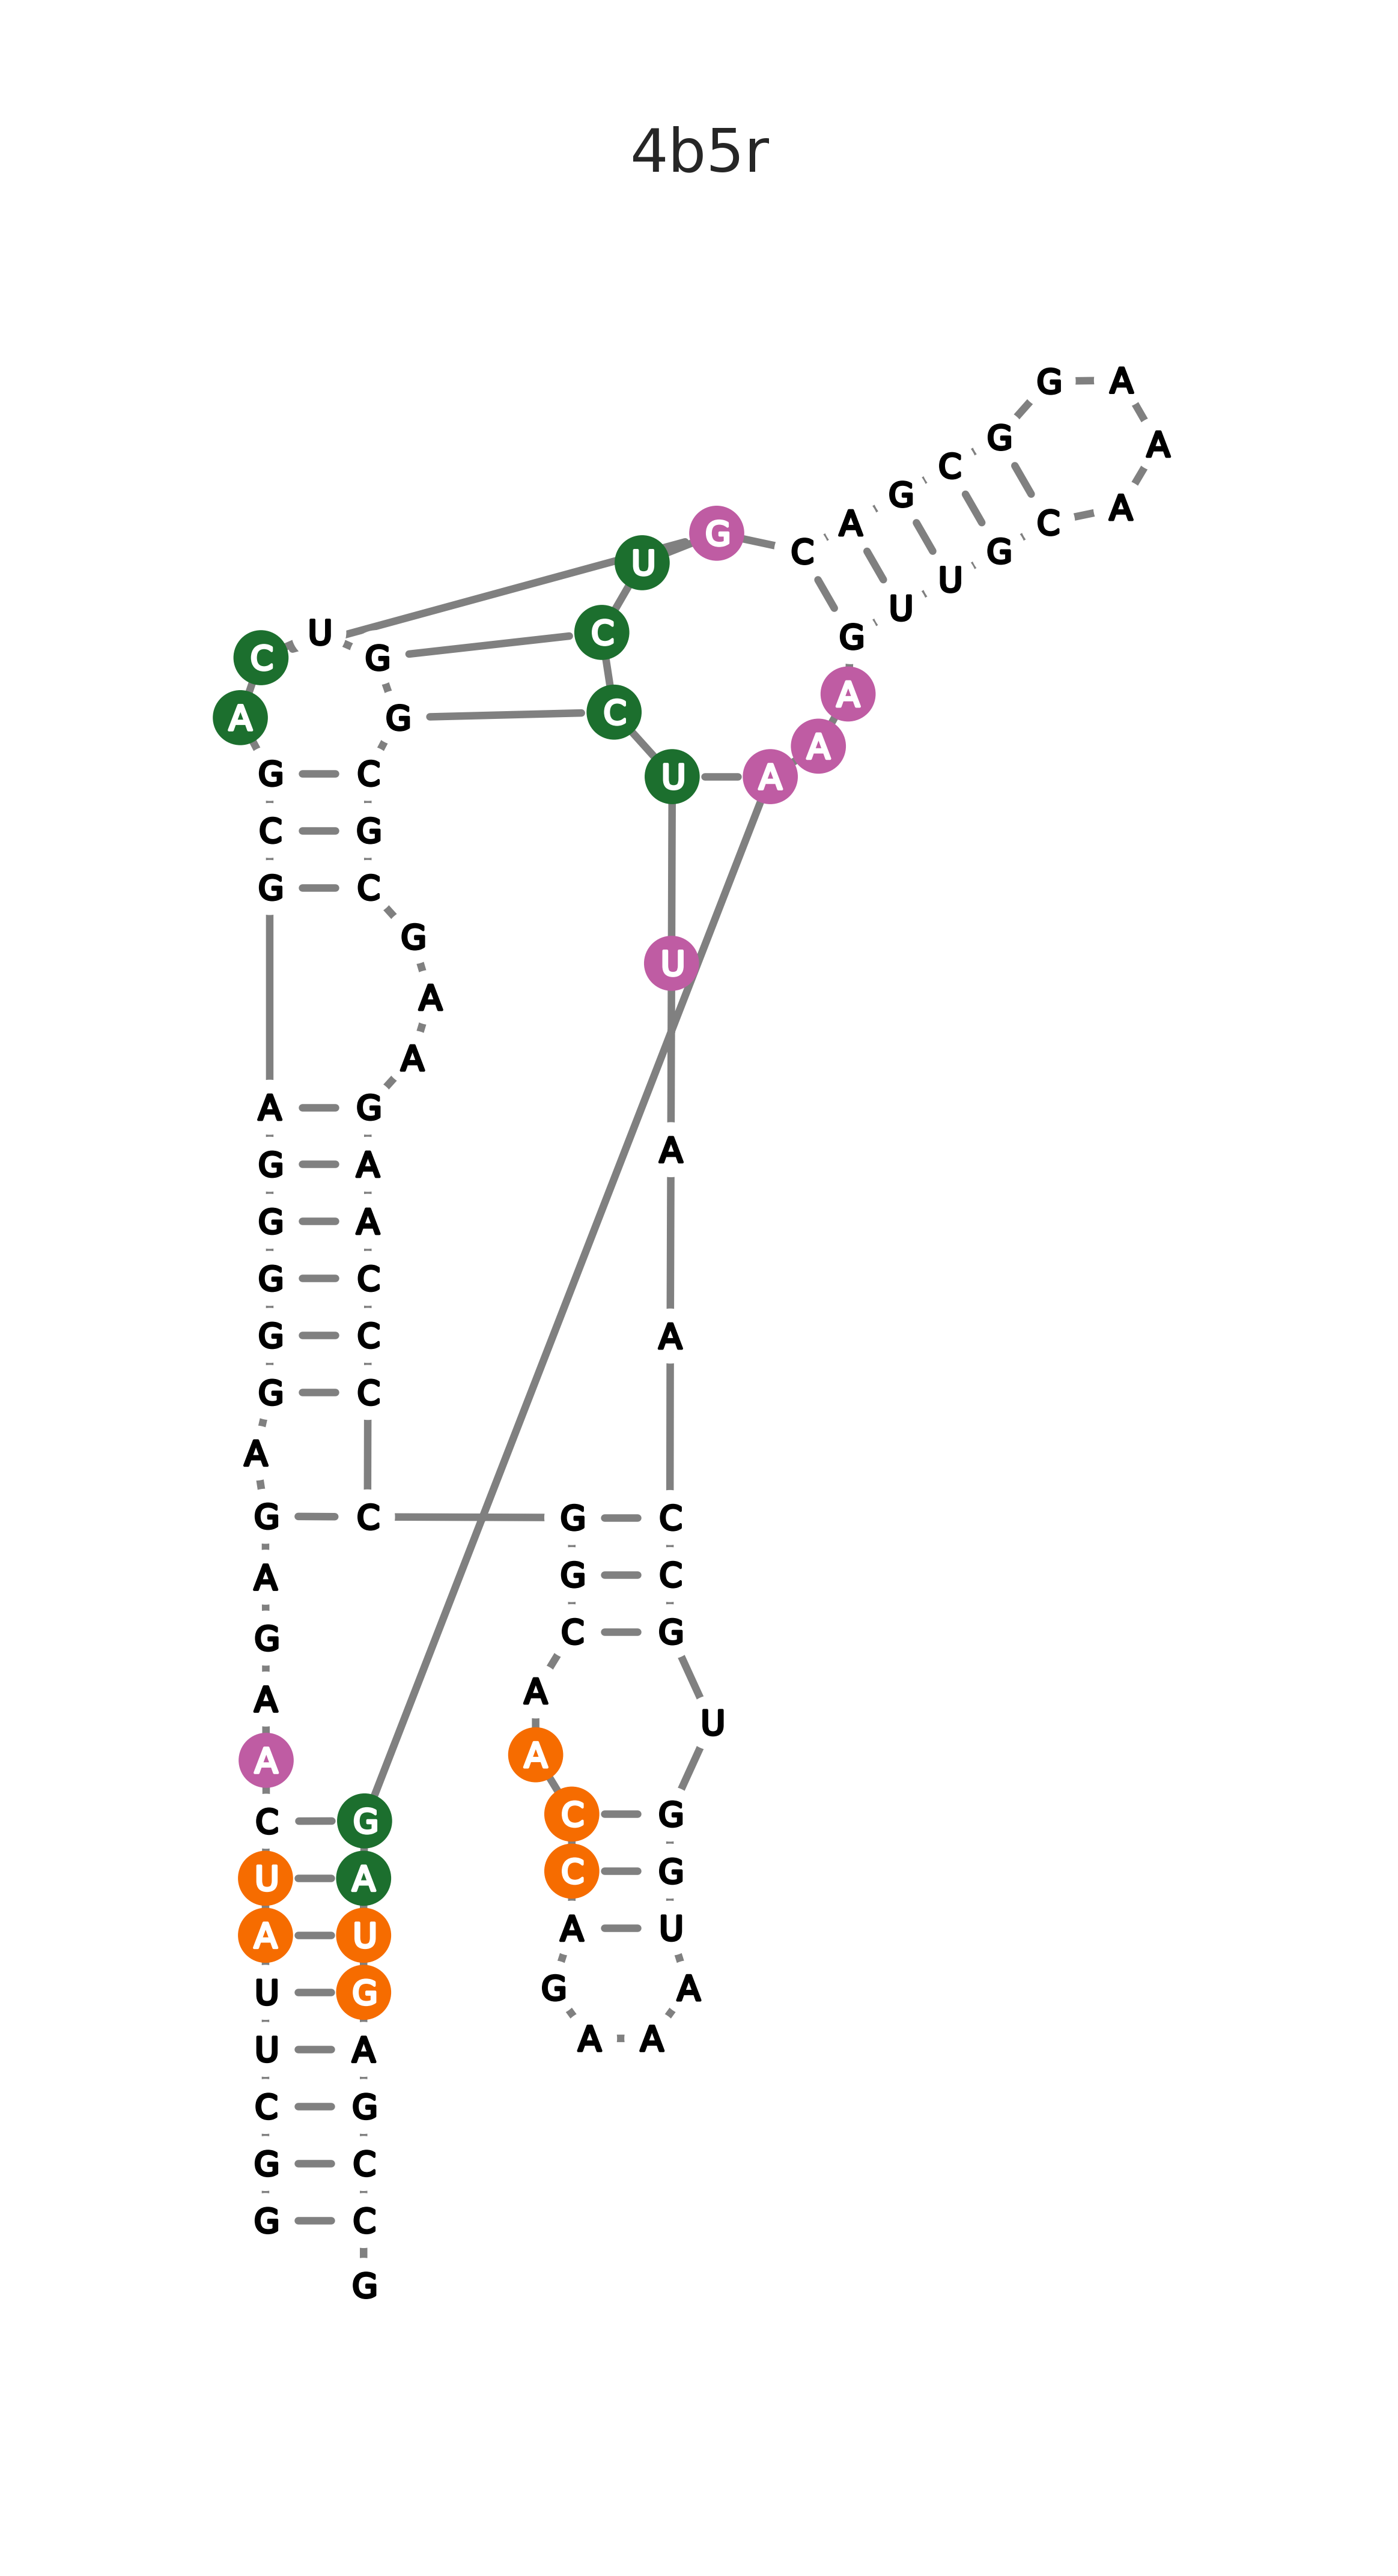 4b5r
G A
G A
C
G A
A C
G G
U C U
U U
C U G
C G
A G C A
G C A
U A
G C
C G
G C
G
U A
A
A G
G A A
G A
G C
G C A
G C
A
G C G C
A G C
G C G
A A U
A A
C G C G
U A C G
A U A U
U G G A
U A A A
C G
G C
G C
G